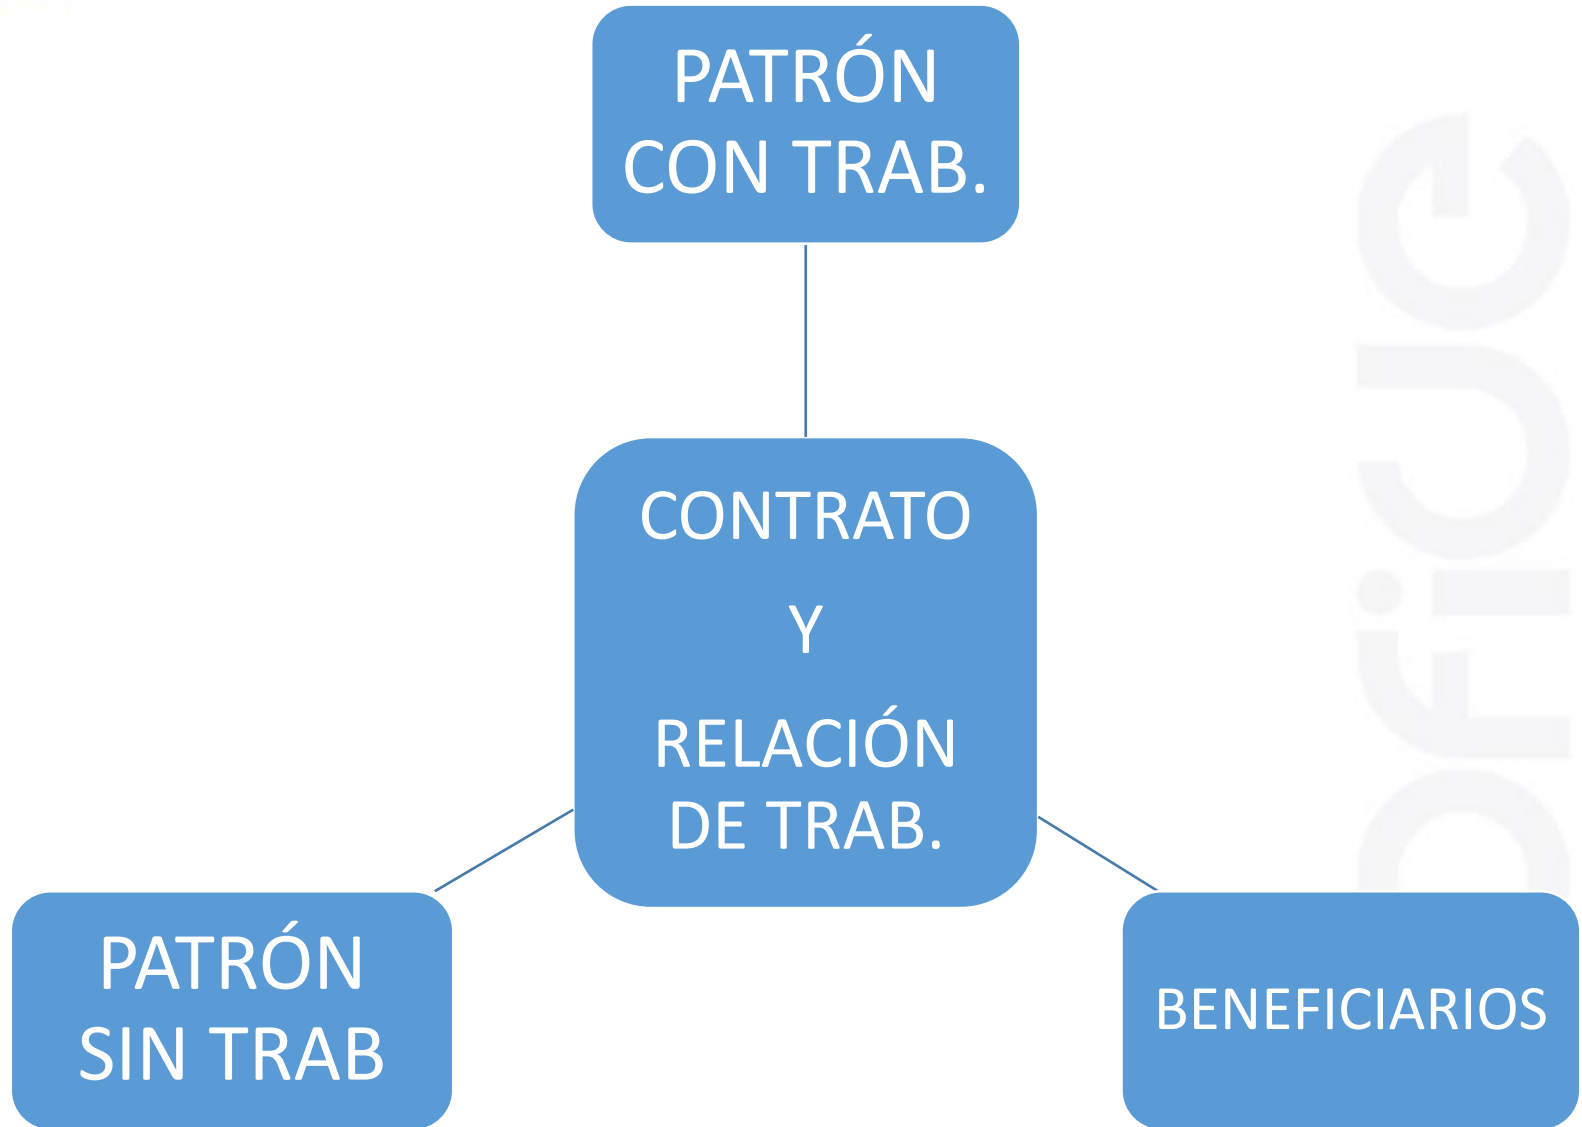 PATRÓN
CON TRAB.
CONTRATO
Y
RELACIÓN
DE TRAB.
PATRÓN
SIN TRAB
BENEFICIARIOS